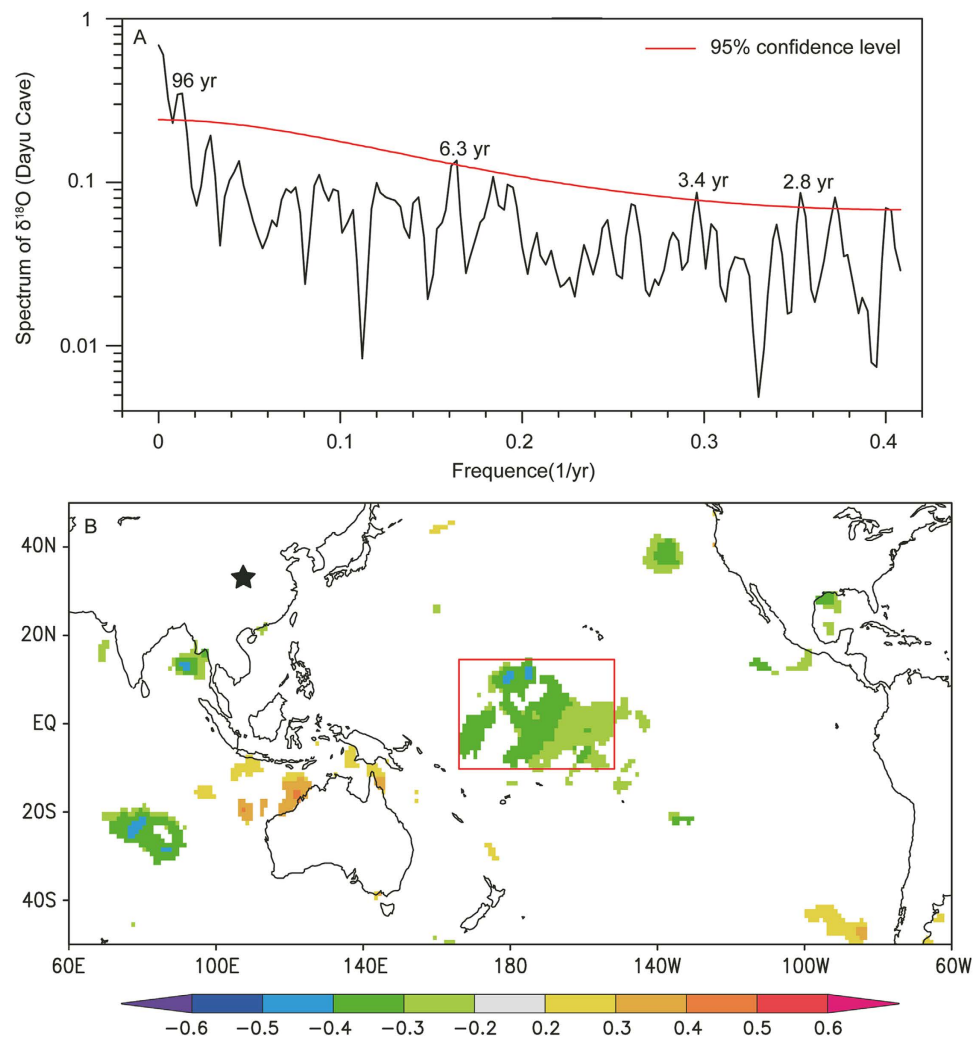 A
95% confidence level
Spectrum of δ¹⁸O (Dayu Cave)
1
0.1
0.01
96 yr
6.3 yr
3.4 yr
2.8 yr
0 0.1 0.2 0.3 0.4
Frequence(1/yr)
B
40N
20N
EQ
20S
40S
60E 100E 140E 180 140W 100W 60W
−0.6 −0.5 −0.4 −0.3 −0.2 0.2 0.3 0.4 0.5 0.6